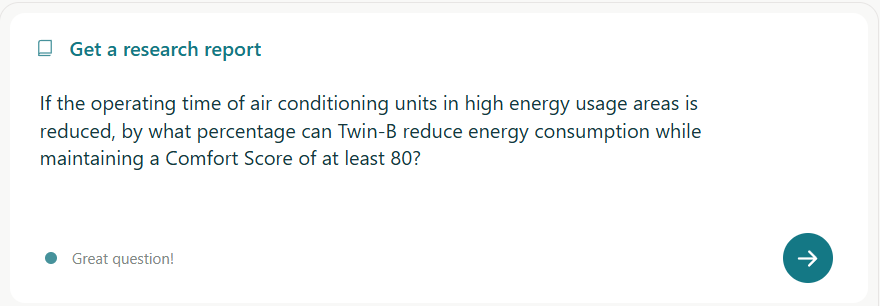 Get a research report
If the operating time of air conditioning units in high energy usage areas is
reduced, by what percentage can Twin-B reduce energy consumption while
maintaining a Comfort Score of at least 80?
Great question!